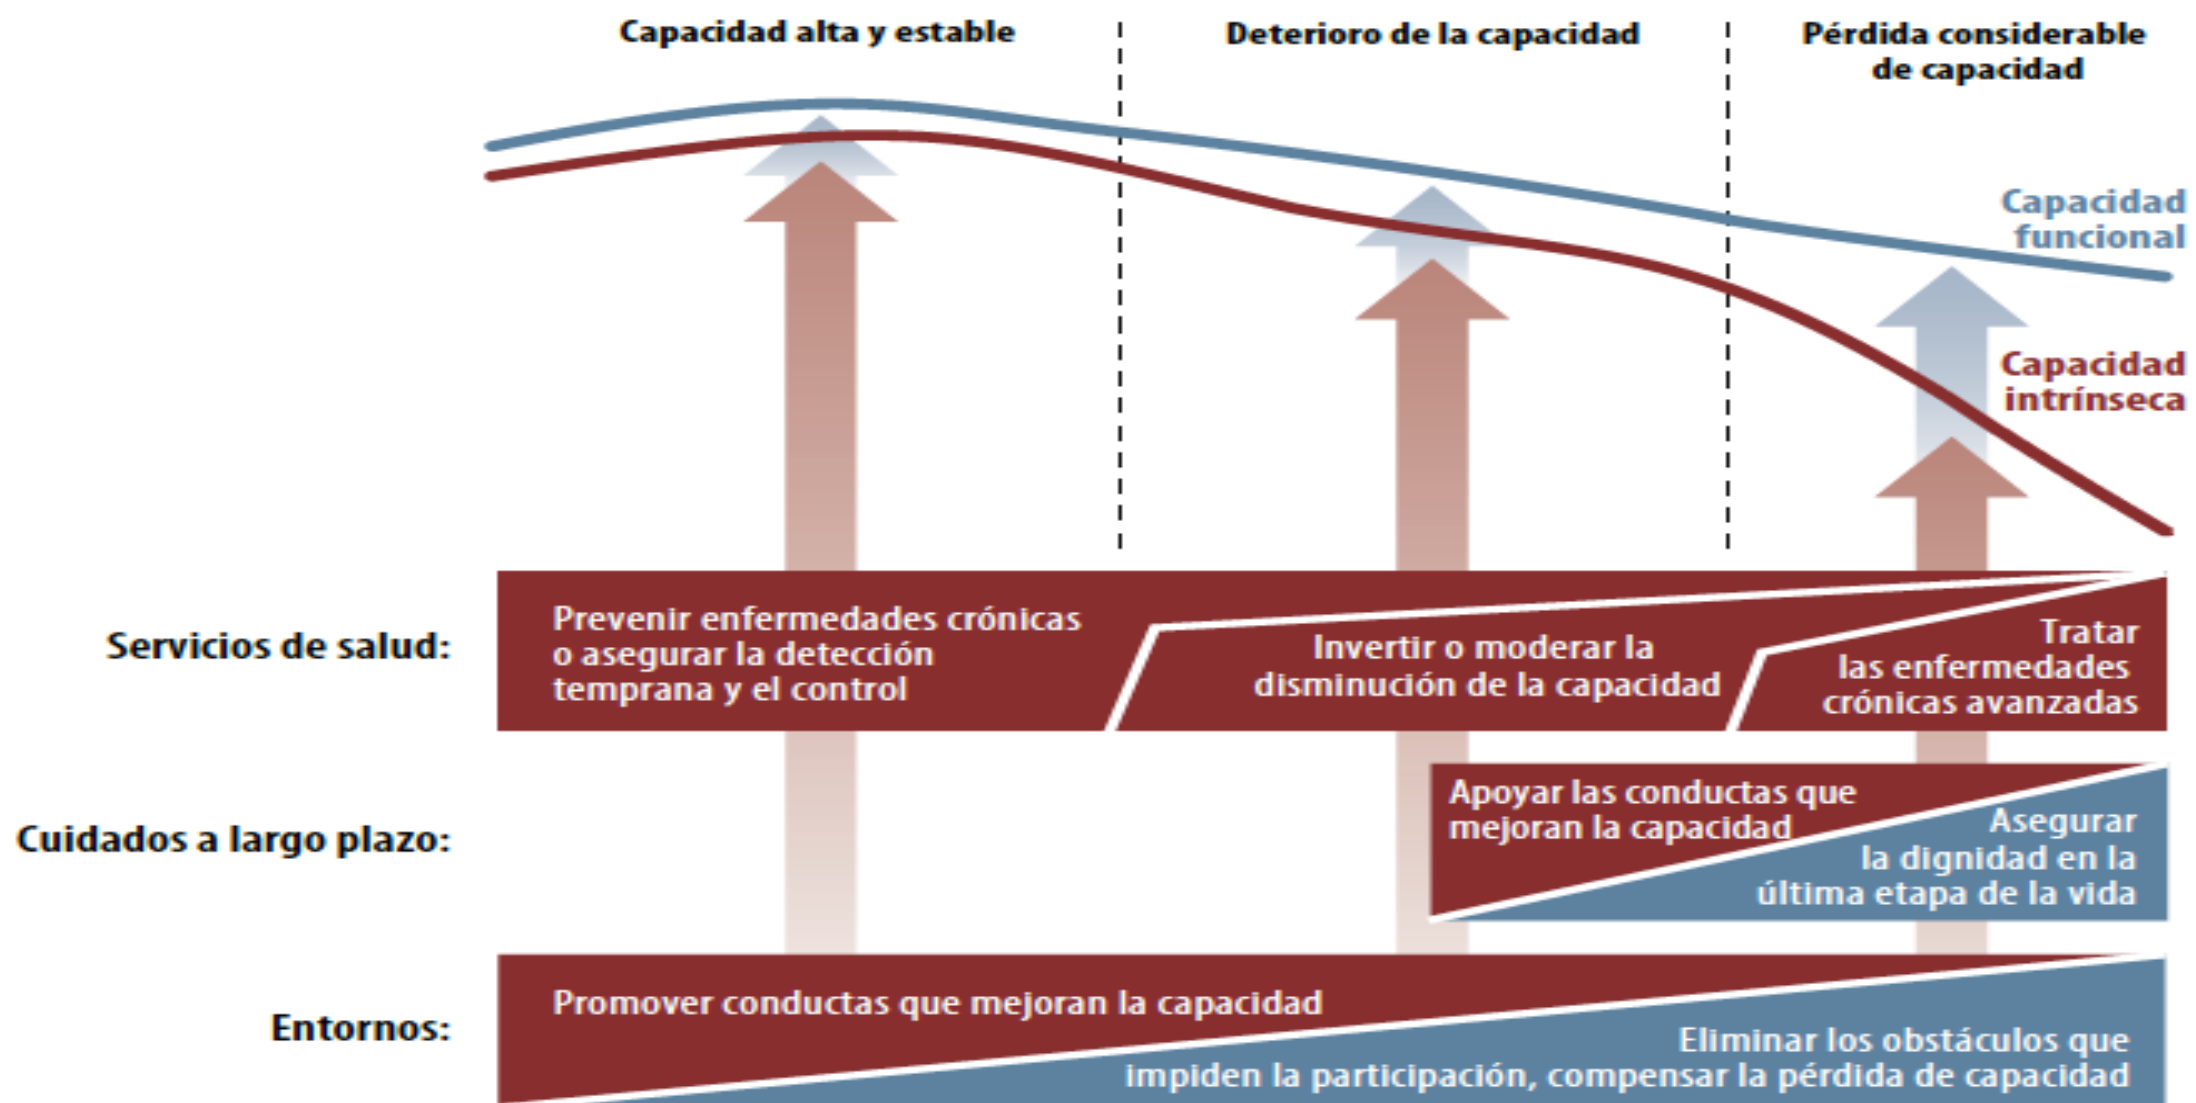 Capacidad alta y estable
Deterioro de la capacidad
Pérdida considerable
de capacidad
Capacidad
funcional
Capacidad
intrínseca
Servicios de salud:
Prevenir enfermedades crónicas
o asegurar la detección
temprana y el control
Invertir o moderar la
disminución de la capacidad
Tratar
las enfermedades
crónicas avanzadas
Cuidados a largo plazo:
Apoyar las conductas que
mejoran la capacidad
Asegurar
la dignidad en la
última etapa de la vida
Entornos:
Promover conductas que mejoran la capacidad
Eliminar los obstáculos que
impiden la participación, compensar la pérdida de capacidad